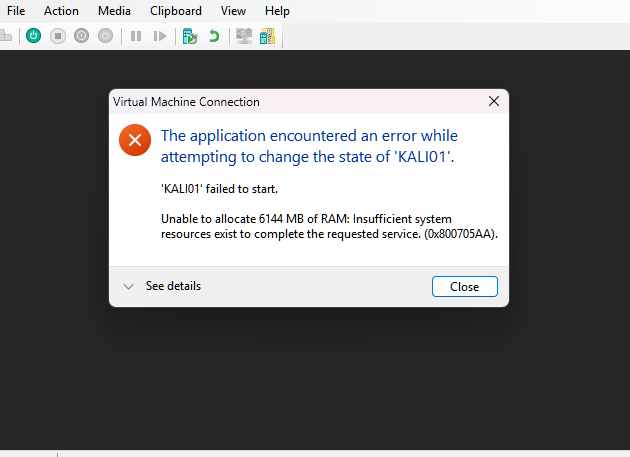 File Action Media Clipboard View Help
Virtual Machine Connection
The application encountered an error while
attempting to change the state of 'KALI01'.
'KALI01' failed to start.
Unable to allocate 6144 MB of RAM: Insufficient system
resources exist to complete the requested service. (0x800705AA).
See details
Close